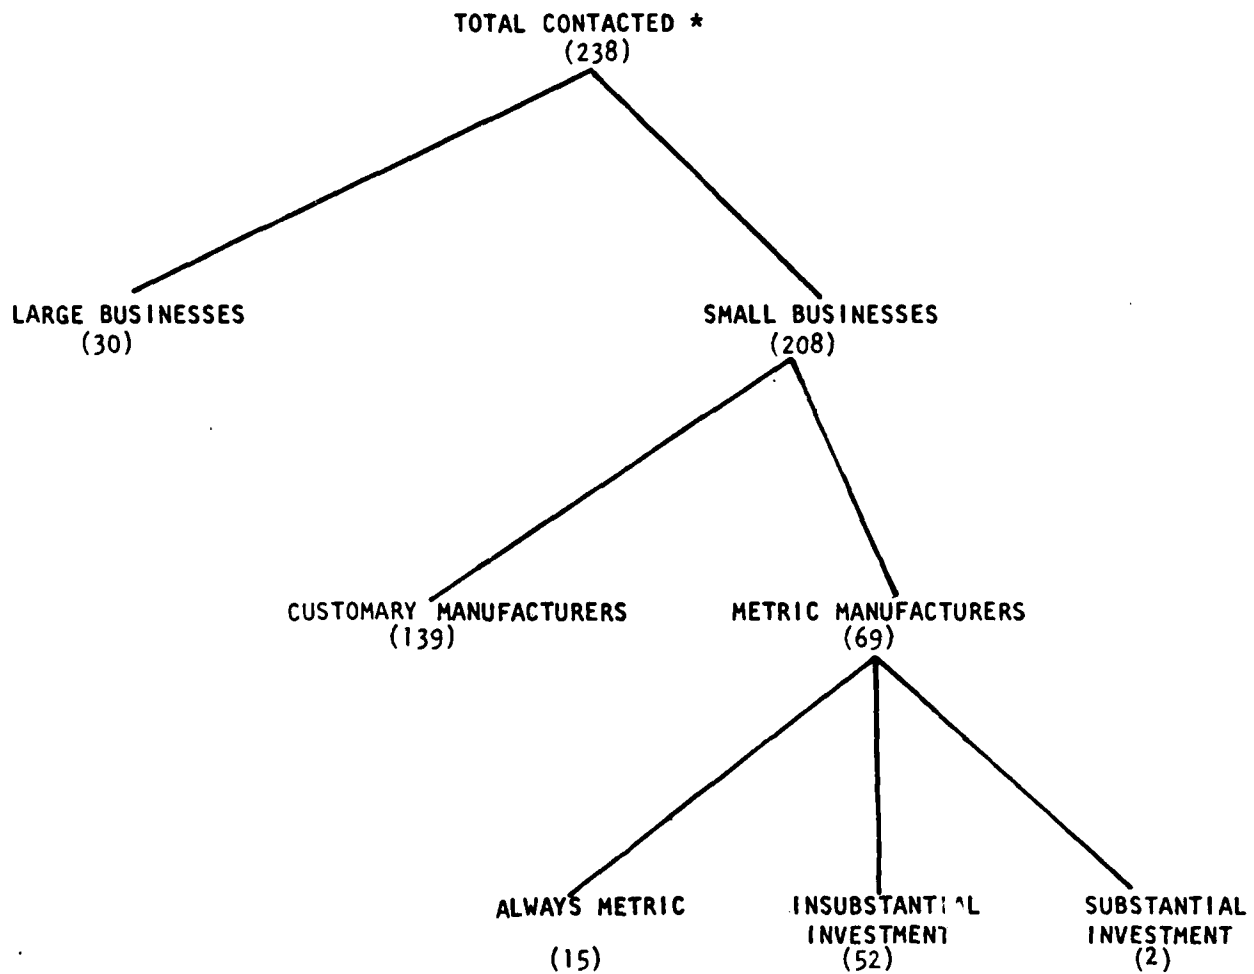 TOTAL CONTACTED *
(238)
LARGE BUSINESSES
(30)
SMALL BUSINESSES
(208)
CUSTOMARY MANUFACTURERS
(139)
METRIC MANUFACTURERS
(69)
ALWAYS METRIC
(15)
INSUBSTANTIAL
INVESTMENT
(52)
SUBSTANTIAL
INVESTMENT
(2)